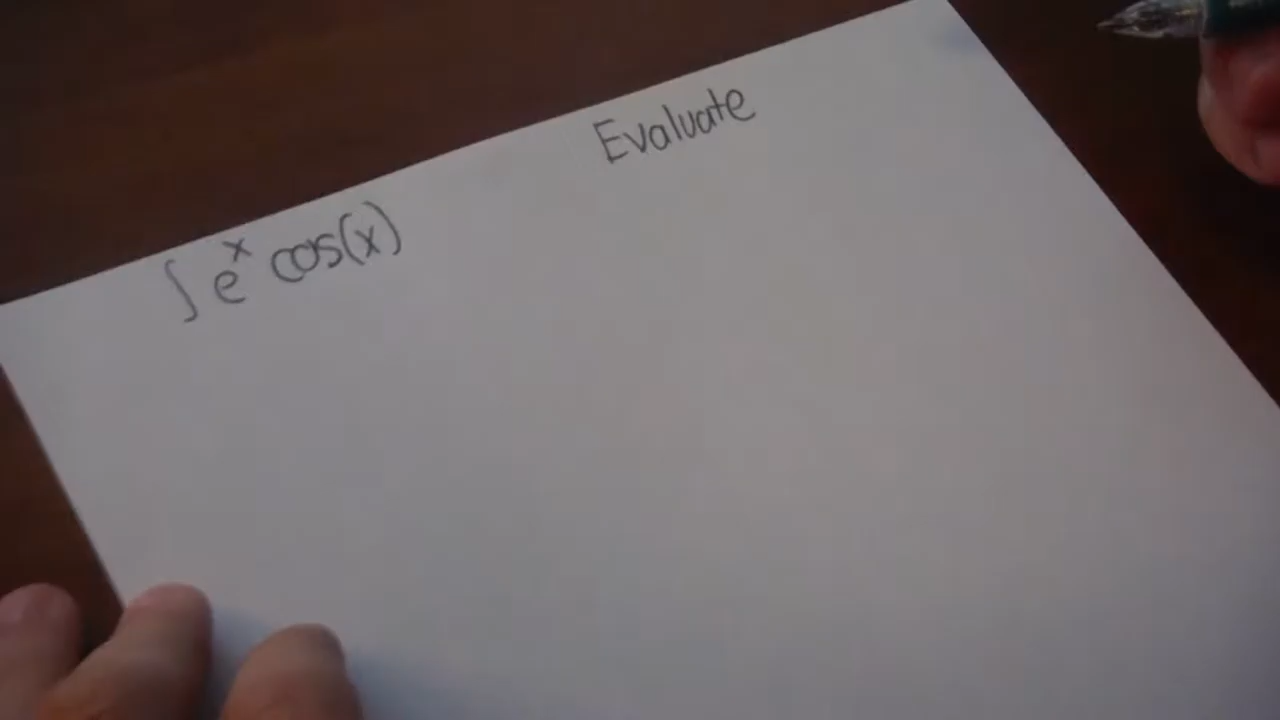 Evaluate
∫ eˣ cos(x)